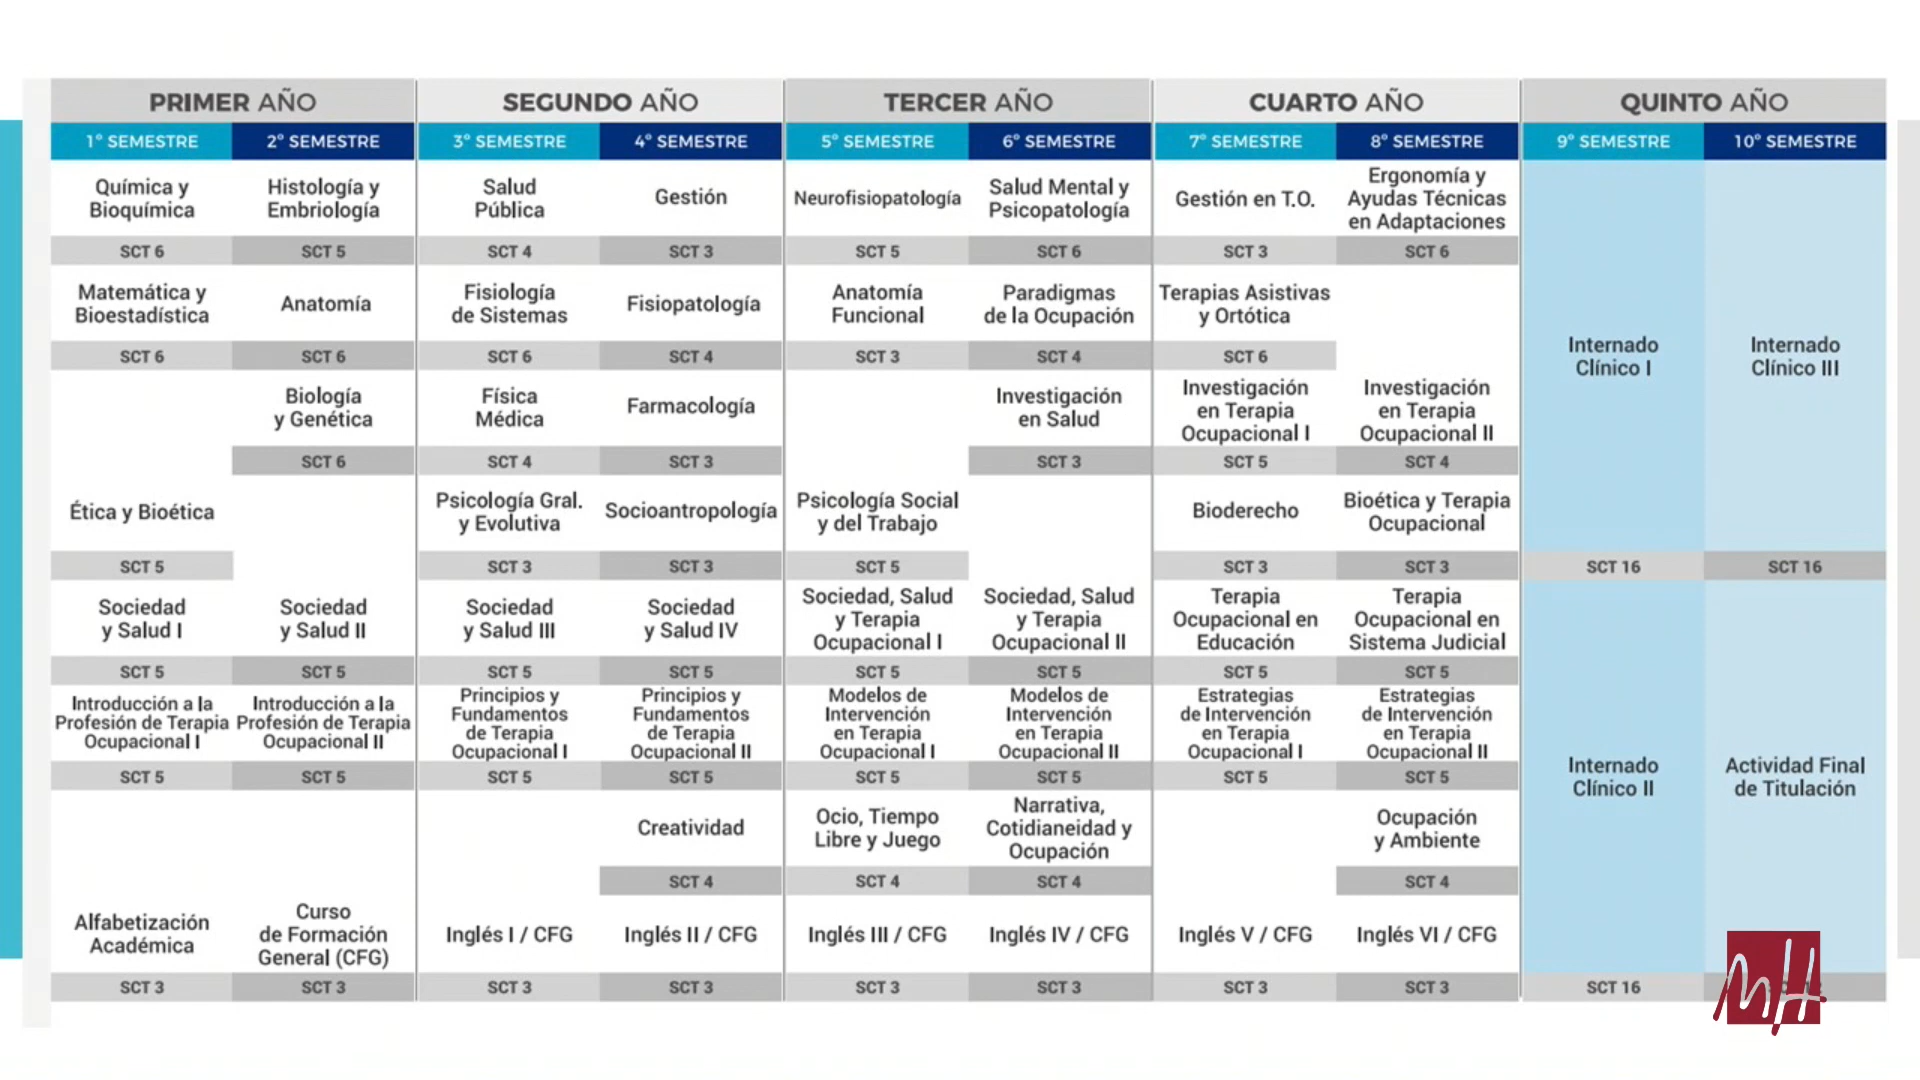 PRIMER AÑO
SEGUNDO AÑO
TERCER AÑO
CUARTO AÑO
QUINTO AÑO
1° SEMESTRE
2° SEMESTRE
3° SEMESTRE
4° SEMESTRE
5° SEMESTRE
6° SEMESTRE
7° SEMESTRE
8° SEMESTRE
9° SEMESTRE
10° SEMESTRE
Química y
Bioquímica
Histología y
Embriología
Salud
Pública
Gestión
Neurofisiopatología
Salud Mental y
Psicopatología
Gestión en T.O.
Ergonomía y
Ayudas Técnicas
en Adaptaciones
SCT 6
SCT 5
SCT 4
SCT 3
SCT 5
SCT 6
SCT 3
SCT 6
Matemática y
Bioestadística
Anatomía
Fisiología
de Sistemas
Fisiopatología
Anatomía
Funcional
Paradigmas
de la Ocupación
Terapias Asistivas
y Ortótica
Internado
Clínico I
Internado
Clínico III
SCT 6
SCT 6
SCT 6
SCT 4
SCT 3
SCT 4
SCT 6
Biología
y Genética
Física
Médica
Farmacología
Investigación
en Salud
Investigación
en Terapia
Ocupacional I
Investigación
en Terapia
Ocupacional II
SCT 6
SCT 4
SCT 3
SCT 3
SCT 5
SCT 4
Ética y Bioética
Psicología Gral.
y Evolutiva
Socioantropología
Psicología Social
y del Trabajo
Bioderecho
Bioética y Terapia
Ocupacional
SCT 5
SCT 3
SCT 3
SCT 5
SCT 3
SCT 3
SCT 16
SCT 16
Sociedad
y Salud I
Sociedad
y Salud II
Sociedad
y Salud III
Sociedad
y Salud IV
Sociedad, Salud
y Terapia
Ocupacional I
Sociedad, Salud
y Terapia
Ocupacional II
Terapia
Ocupacional en
Educación
Terapia
Ocupacional en
Sistema Judicial
SCT 5
SCT 5
SCT 5
SCT 5
SCT 5
SCT 5
SCT 5
SCT 5
Introducción a la
Profesión de Terapia
Ocupacional I
Introducción a la
Profesión de Terapia
Ocupacional II
Principios y
Fundamentos
de Terapia
Ocupacional I
Principios y
Fundamentos
de Terapia
Ocupacional II
Modelos de
Intervención
en Terapia
Ocupacional I
Modelos de
Intervención
en Terapia
Ocupacional II
Estrategias
de Intervención
en Terapia
Ocupacional I
Estrategias
de Intervención
en Terapia
Ocupacional II
Internado
Clínico II
Actividad Final
de Titulación
SCT 5
SCT 5
SCT 5
SCT 5
SCT 5
SCT 5
SCT 5
SCT 5
Creatividad
Ocio, Tiempo
Libre y Juego
Narrativa,
Cotidianeidad y
Ocupación
Ocupación
y Ambiente
SCT 4
SCT 4
SCT 4
SCT 4
Alfabetización
Académica
Curso
de Formación
General (CFG)
Inglés I / CFG
Inglés II / CFG
Inglés III / CFG
Inglés IV / CFG
Inglés V / CFG
Inglés VI / CFG
SCT 3
SCT 3
SCT 3
SCT 3
SCT 3
SCT 3
SCT 3
SCT 3
SCT 16
MH